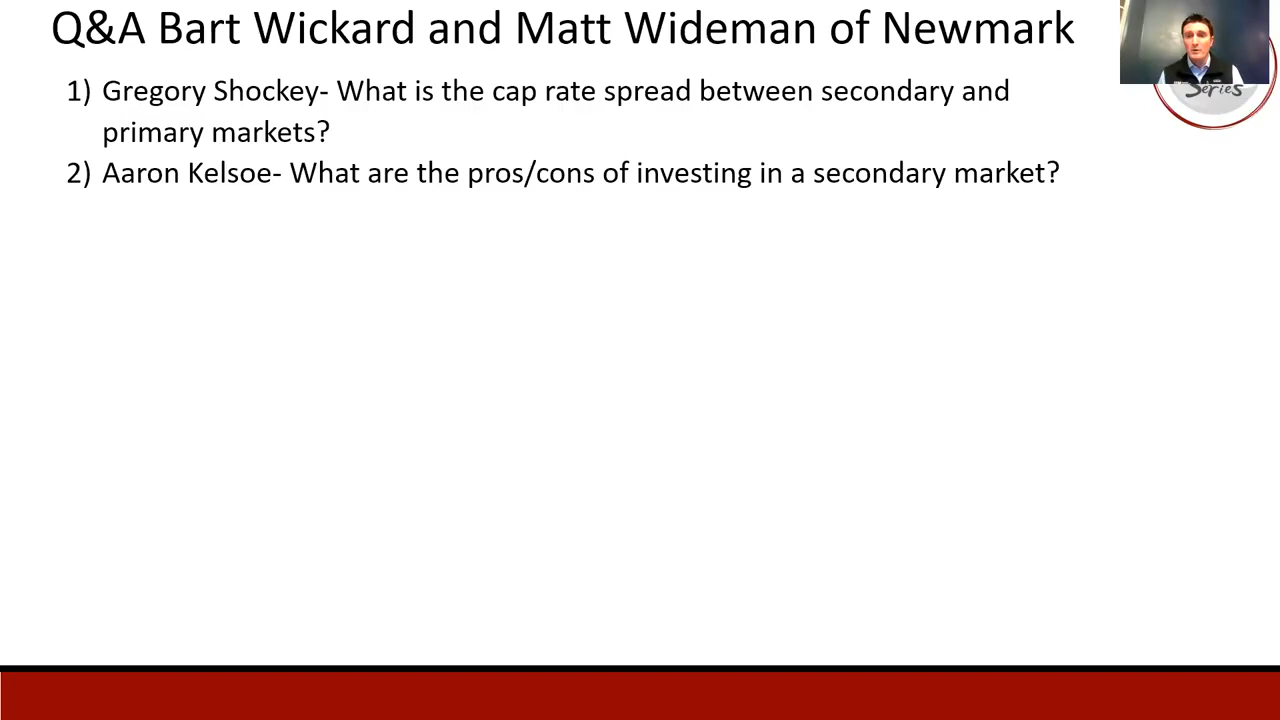 Q&A Bart Wickard and Matt Wideman of Newmark
1) Gregory Shockey- What is the cap rate spread between secondary and
primary markets?
2) Aaron Kelsoe- What are the pros/cons of investing in a secondary market?
Series